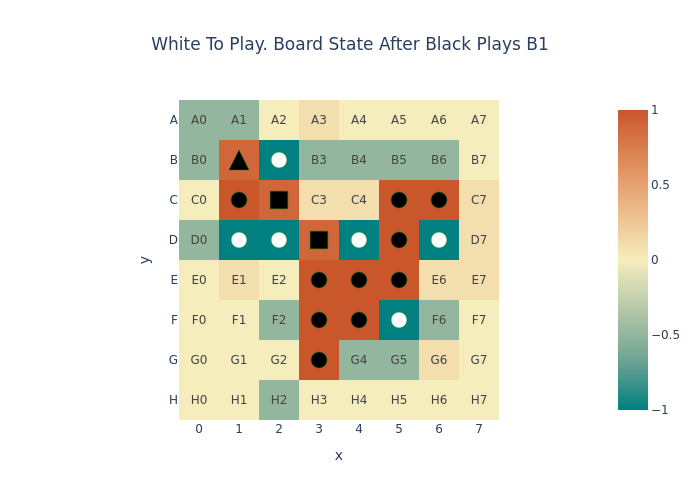 White To Play. Board State After Black Plays B1
A A0 A1 A2 A3 A4 A5 A6 A7
B B0 B3 B4 B5 B6 B7
C C0 C3 C4 C7
D D0 D7
E E0 E1 E2 E6 E7
F F0 F1 F2 F6 F7
G G0 G1 G2 G4 G5 G6 G7
H H0 H1 H2 H3 H4 H5 H6 H7
0 1 2 3 4 5 6 7
x
y
1
0.5
0
−0.5
−1